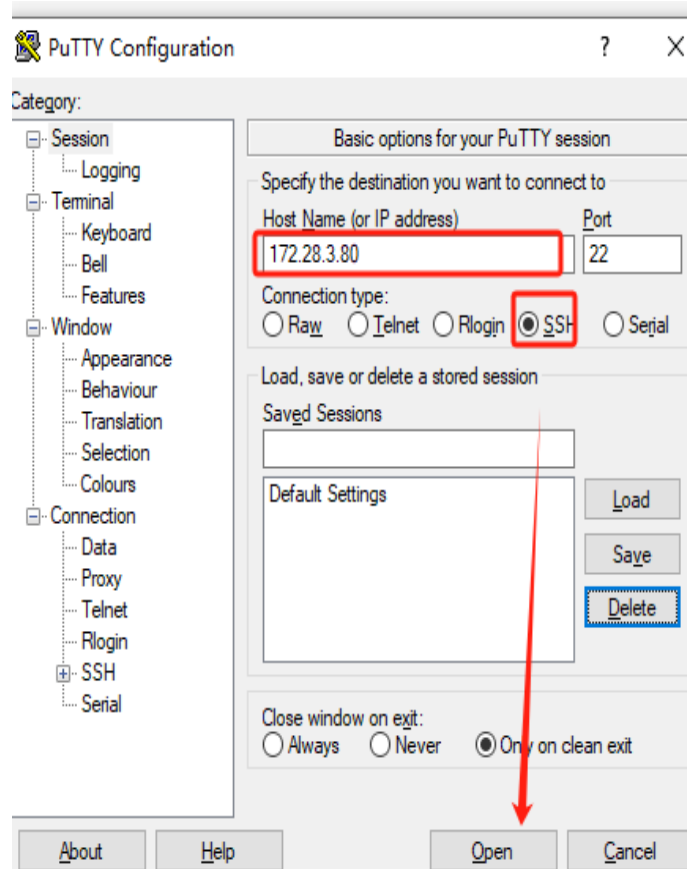 PuTTY Configuration
?
Category:
Session
Logging
Terminal
Keyboard
Bell
Features
Window
Appearance
Behaviour
Translation
Selection
Colours
Connection
Data
Proxy
Telnet
Rlogin
SSH
Serial
Basic options for your PuTTY session
Specify the destination you want to connect to
Host Name (or IP address) Port
172.28.3.80 22
Connection type:
Raw Telnet Rlogin SSH Serial
Load, save or delete a stored session
Saved Sessions
Default Settings
Load
Save
Delete
Close window on exit:
Always Never Only on clean exit
About Help Open Cancel